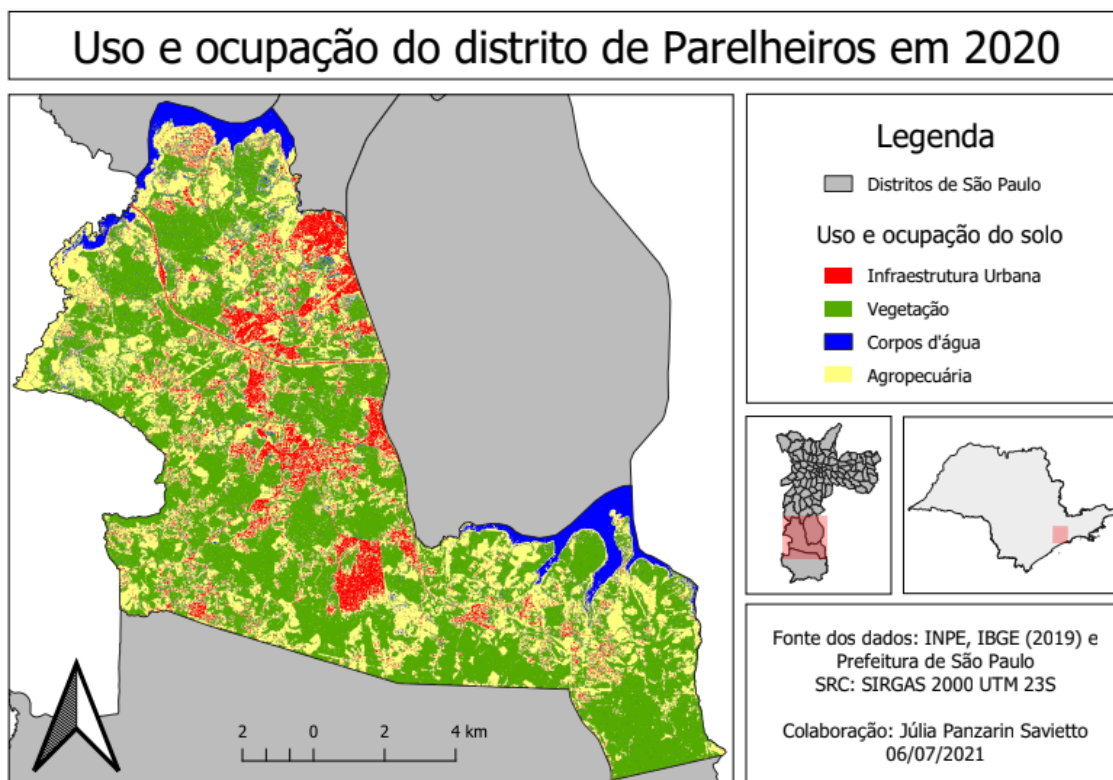 Uso e ocupação do distrito de Parelheiros em 2020
Legenda
Distritos de São Paulo
Uso e ocupação do solo
Infraestrutura Urbana
Vegetação
Corpos d'água
Agropecuária
2 0 2 4 km
Fonte dos dados: INPE, IBGE (2019) e
Prefeitura de São Paulo
SRC: SIRGAS 2000 UTM 23S
Colaboração: Júlia Panzarin Savietto
06/07/2021